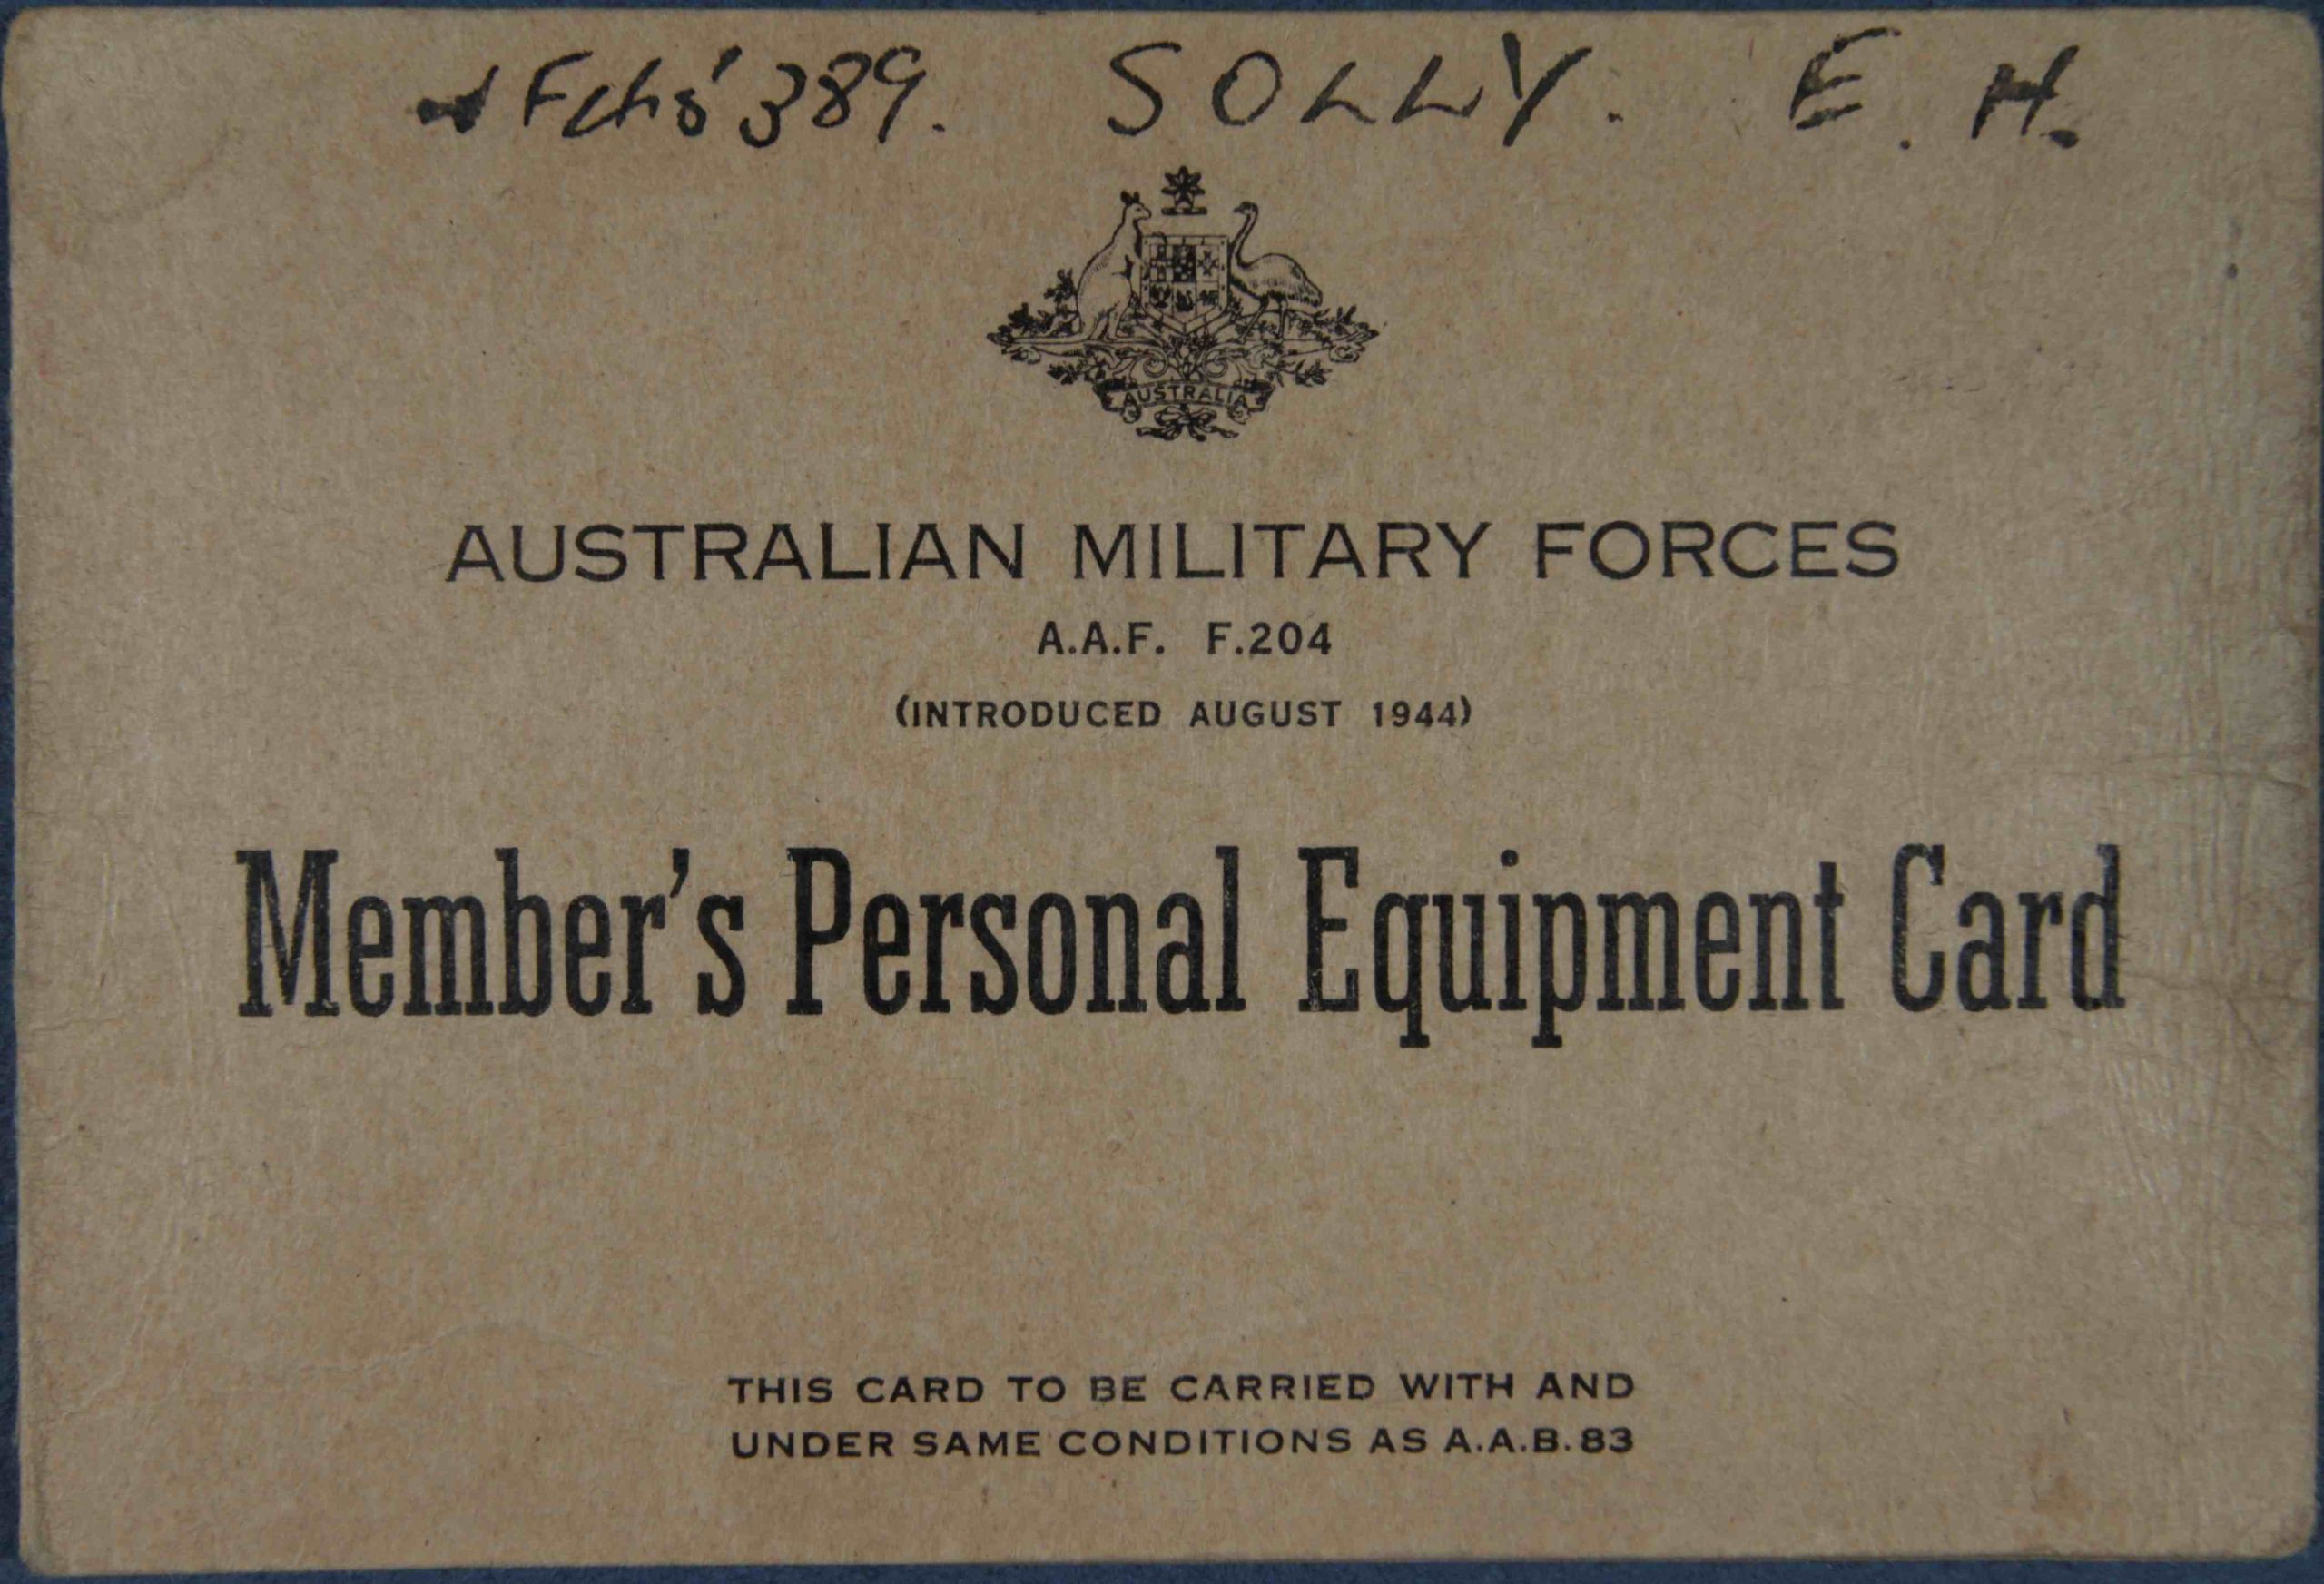 389. SOLLY. E. H.
AUSTRALIA
AUSTRALIAN MILITARY FORCES
A.A.F. F.204
(INTRODUCED AUGUST 1944)
Member's Personal Equipment Card
THIS CARD TO BE CARRIED WITH AND
UNDER SAME CONDITIONS AS A.A.B.83